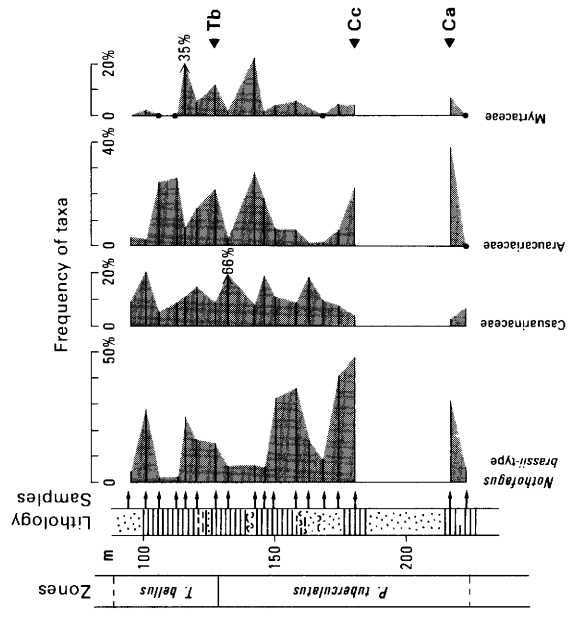 20%
0
35%
Tb
Cc
Ca
Myrtaceae
40%
0
Araucariaceae
Frequency of taxa
20%
0
66%
Casuarinaceae
50%
0
Nothofagus
brassii-type
Samples
Lithology
m
100
150
200
Zones
T. bellus
P. tuberculatus